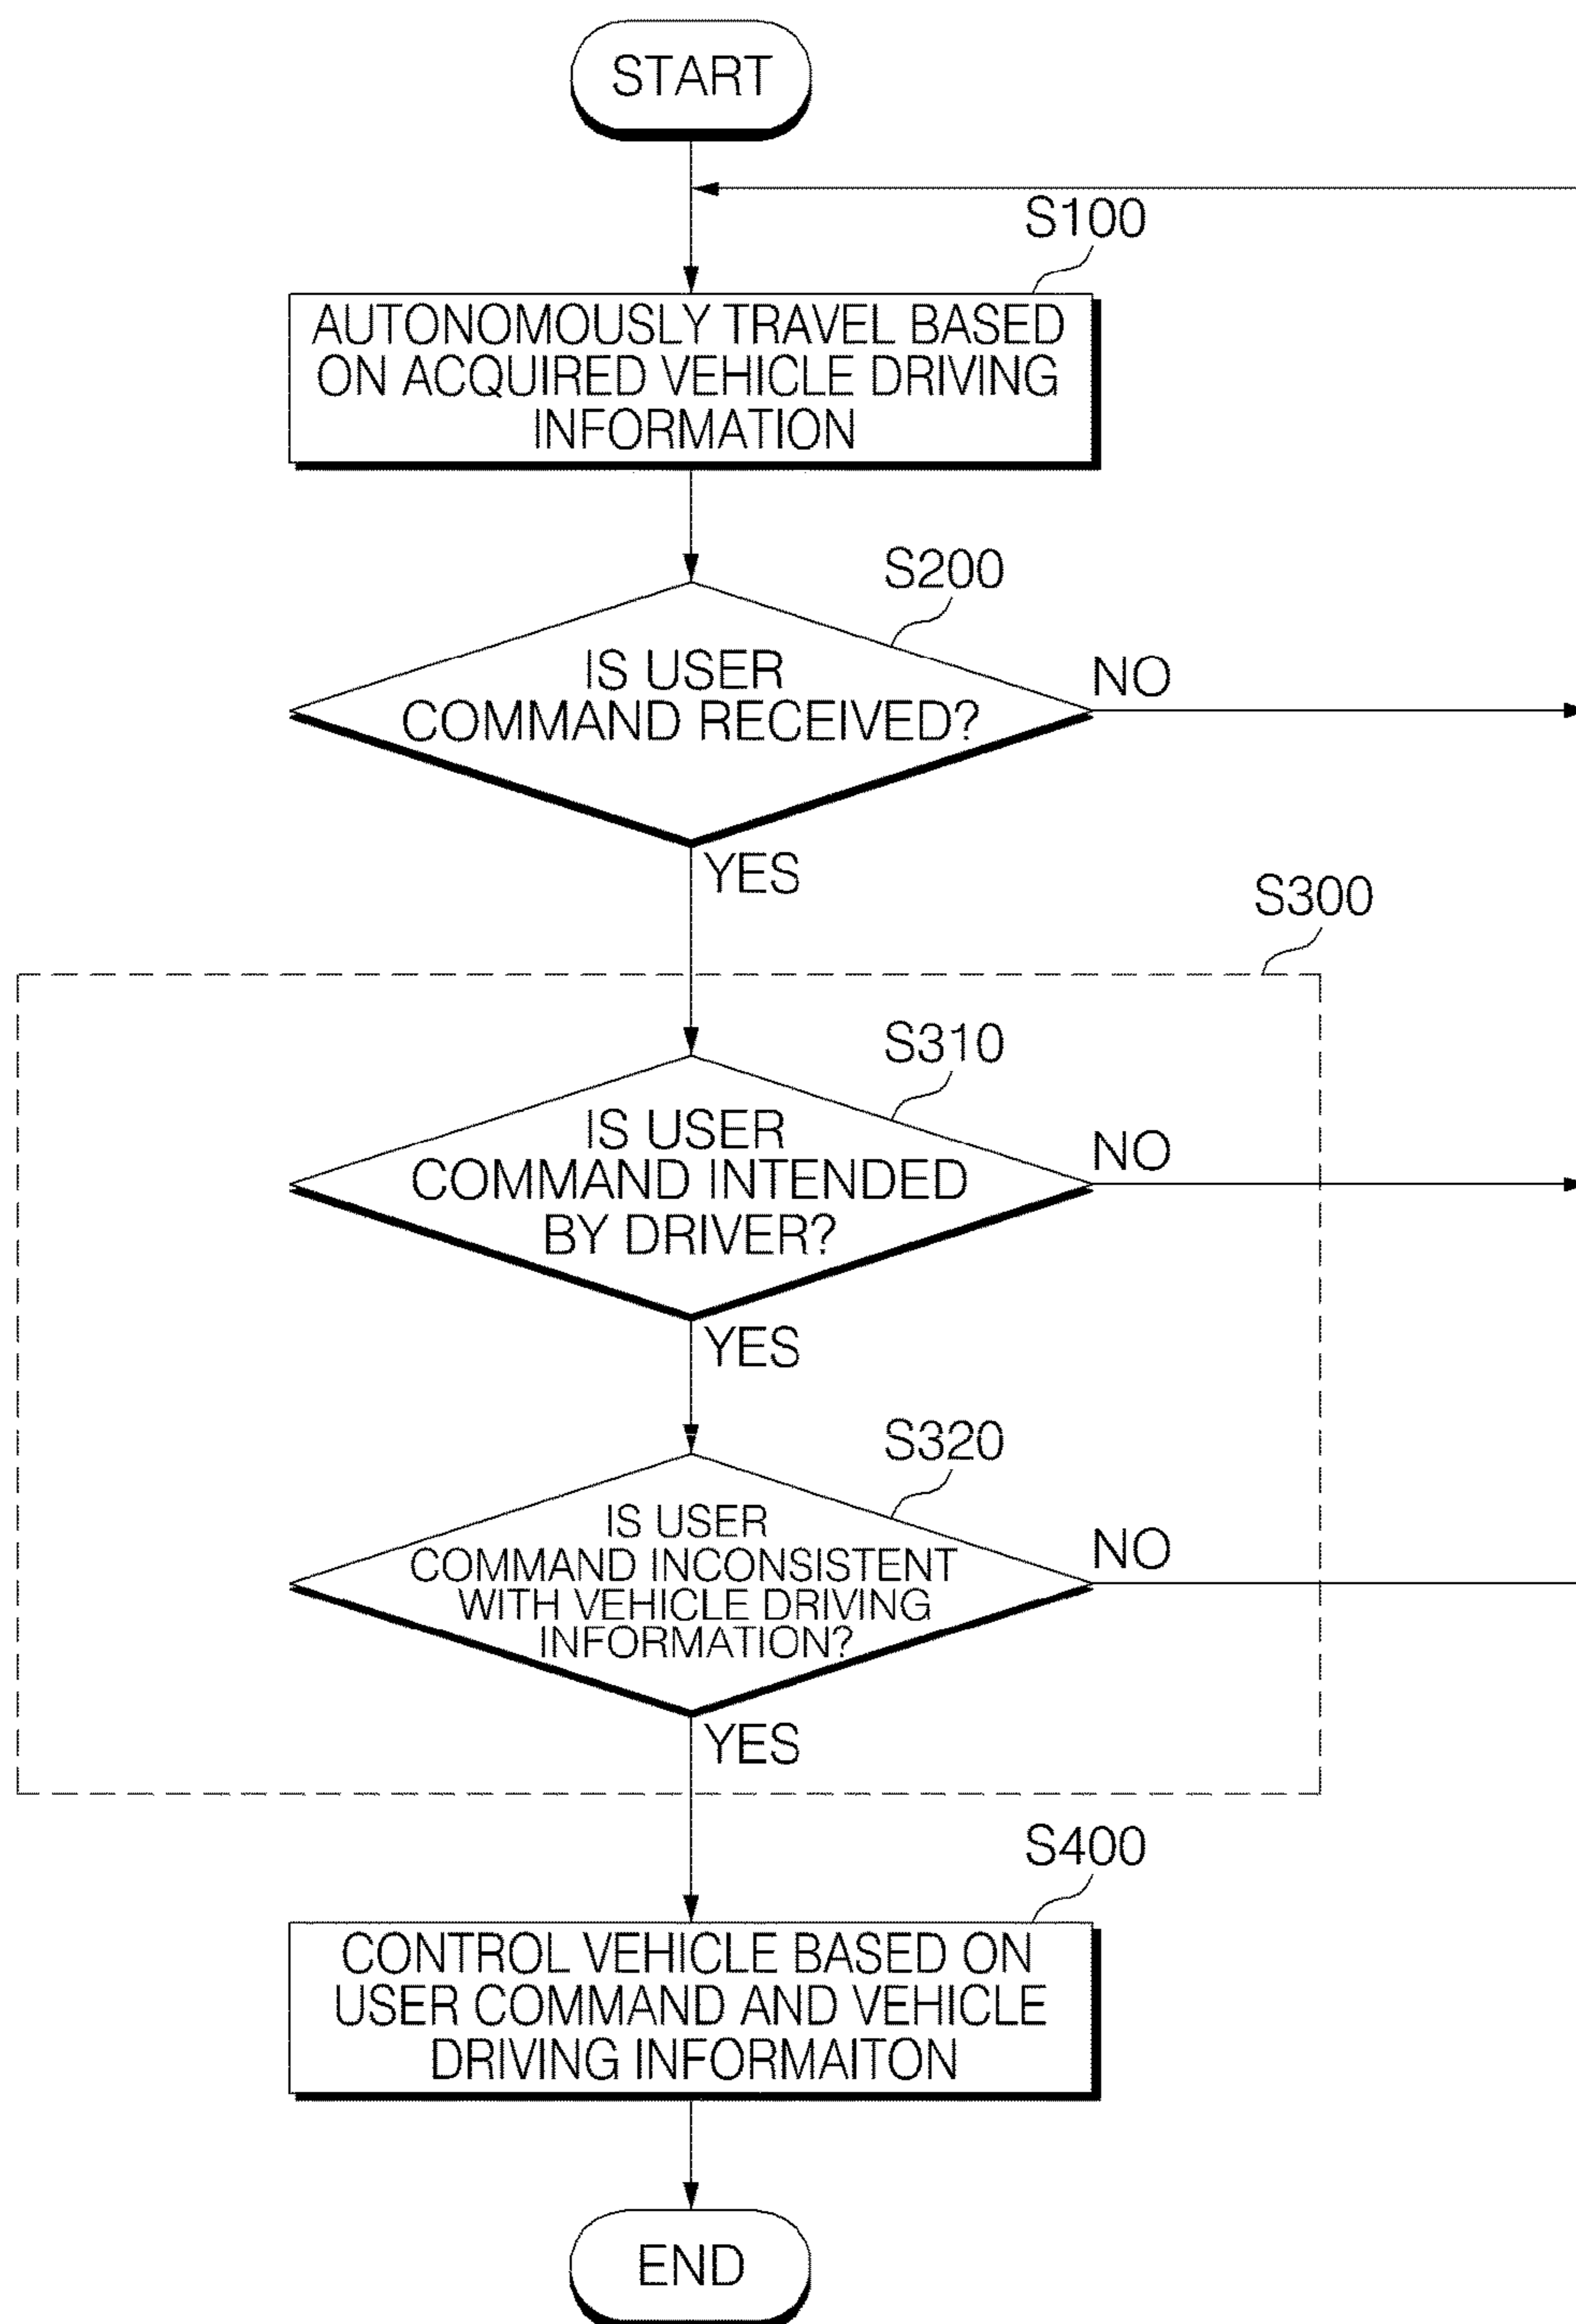 START
S100
AUTONOMOUSLY TRAVEL BASED
ON ACQUIRED VEHICLE DRIVING
INFORMATION
S200
IS USER
COMMAND RECEIVED?
NO
YES
S300
S310
IS USER
COMMAND INTENDED
BY DRIVER?
NO
YES
S320
IS USER
COMMAND INCONSISTENT
WITH VEHICLE DRIVING
INFORMATION?
NO
YES
S400
CONTROL VEHICLE BASED ON
USER COMMAND AND VEHICLE
DRIVING INFORMAITON
END